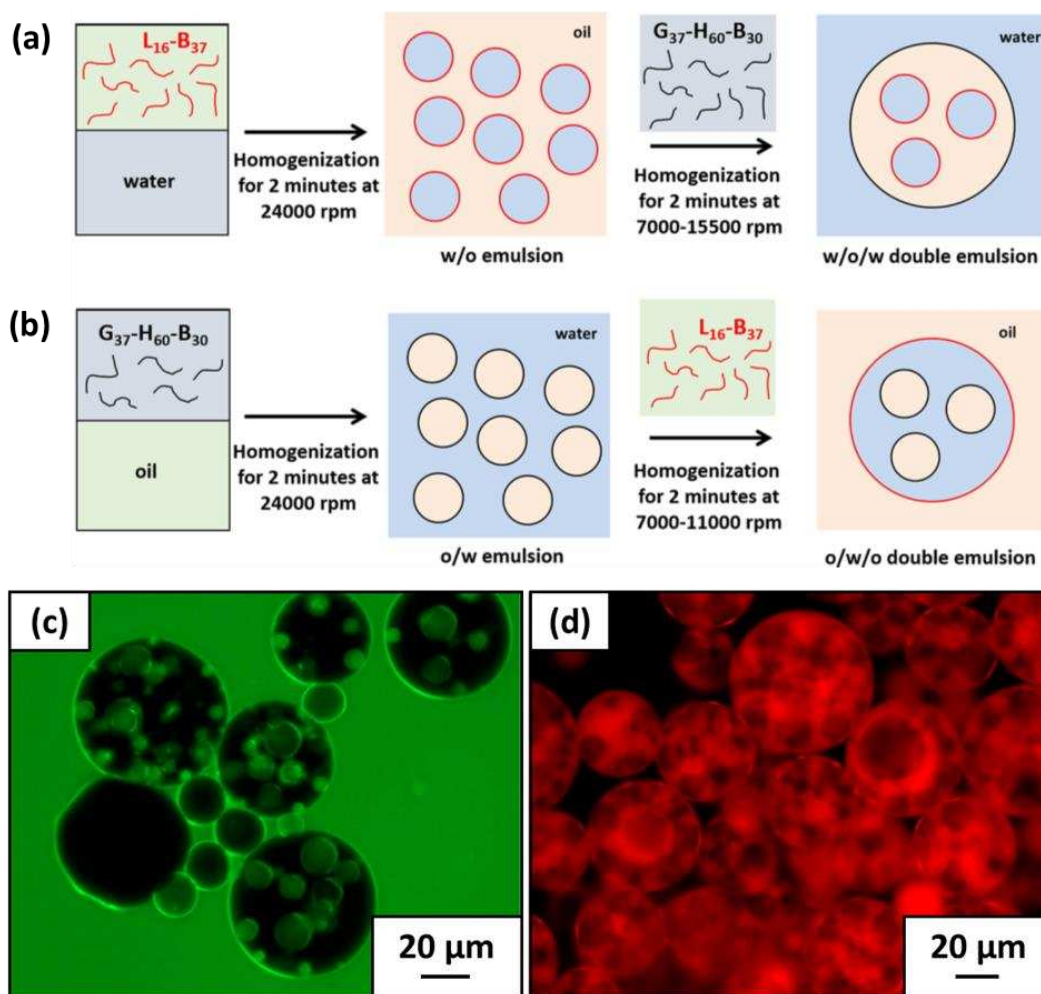 (a)
L₁₆-B₃₇
water
Homogenization
for 2 minutes at
24000 rpm
oil
w/o emulsion
G₃₇-H₆₀-B₃₀
Homogenization
for 2 minutes at
7000-15500 rpm
water
w/o/w double emulsion
(b)
G₃₇-H₆₀-B₃₀
oil
Homogenization
for 2 minutes at
24000 rpm
water
o/w emulsion
L₁₆-B₃₇
Homogenization
for 2 minutes at
7000-11000 rpm
oil
o/w/o double emulsion
(c)
20 µm
(d)
20 µm